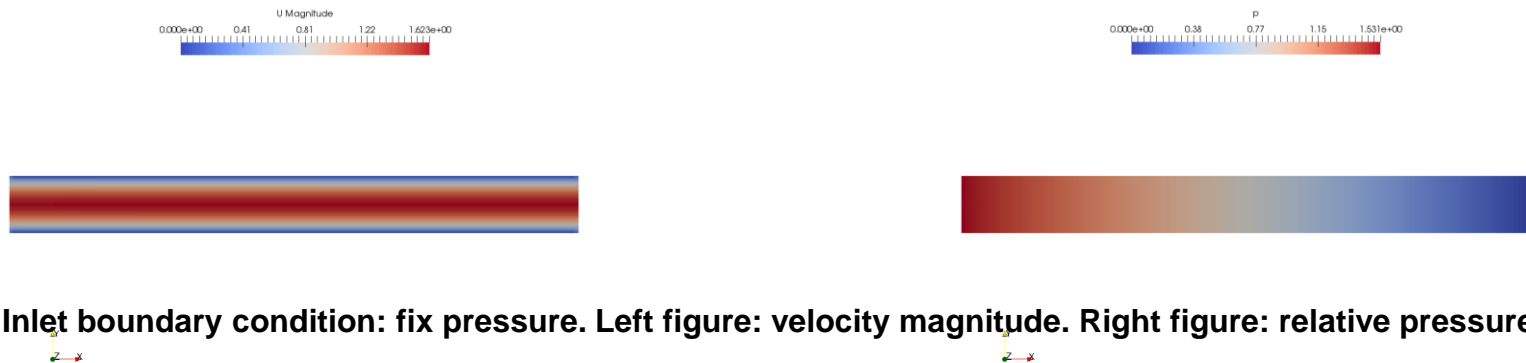 U Magnitude
0.000e+00 0.41 0.81 1.22 1.623e+00
p
0.000e+00 0.38 0.77 1.15 1.531e+00
Inlet boundary condition: fix pressure. Left figure: velocity magnitude. Right figure: relative pressure
Y
Z X
Y
Z X